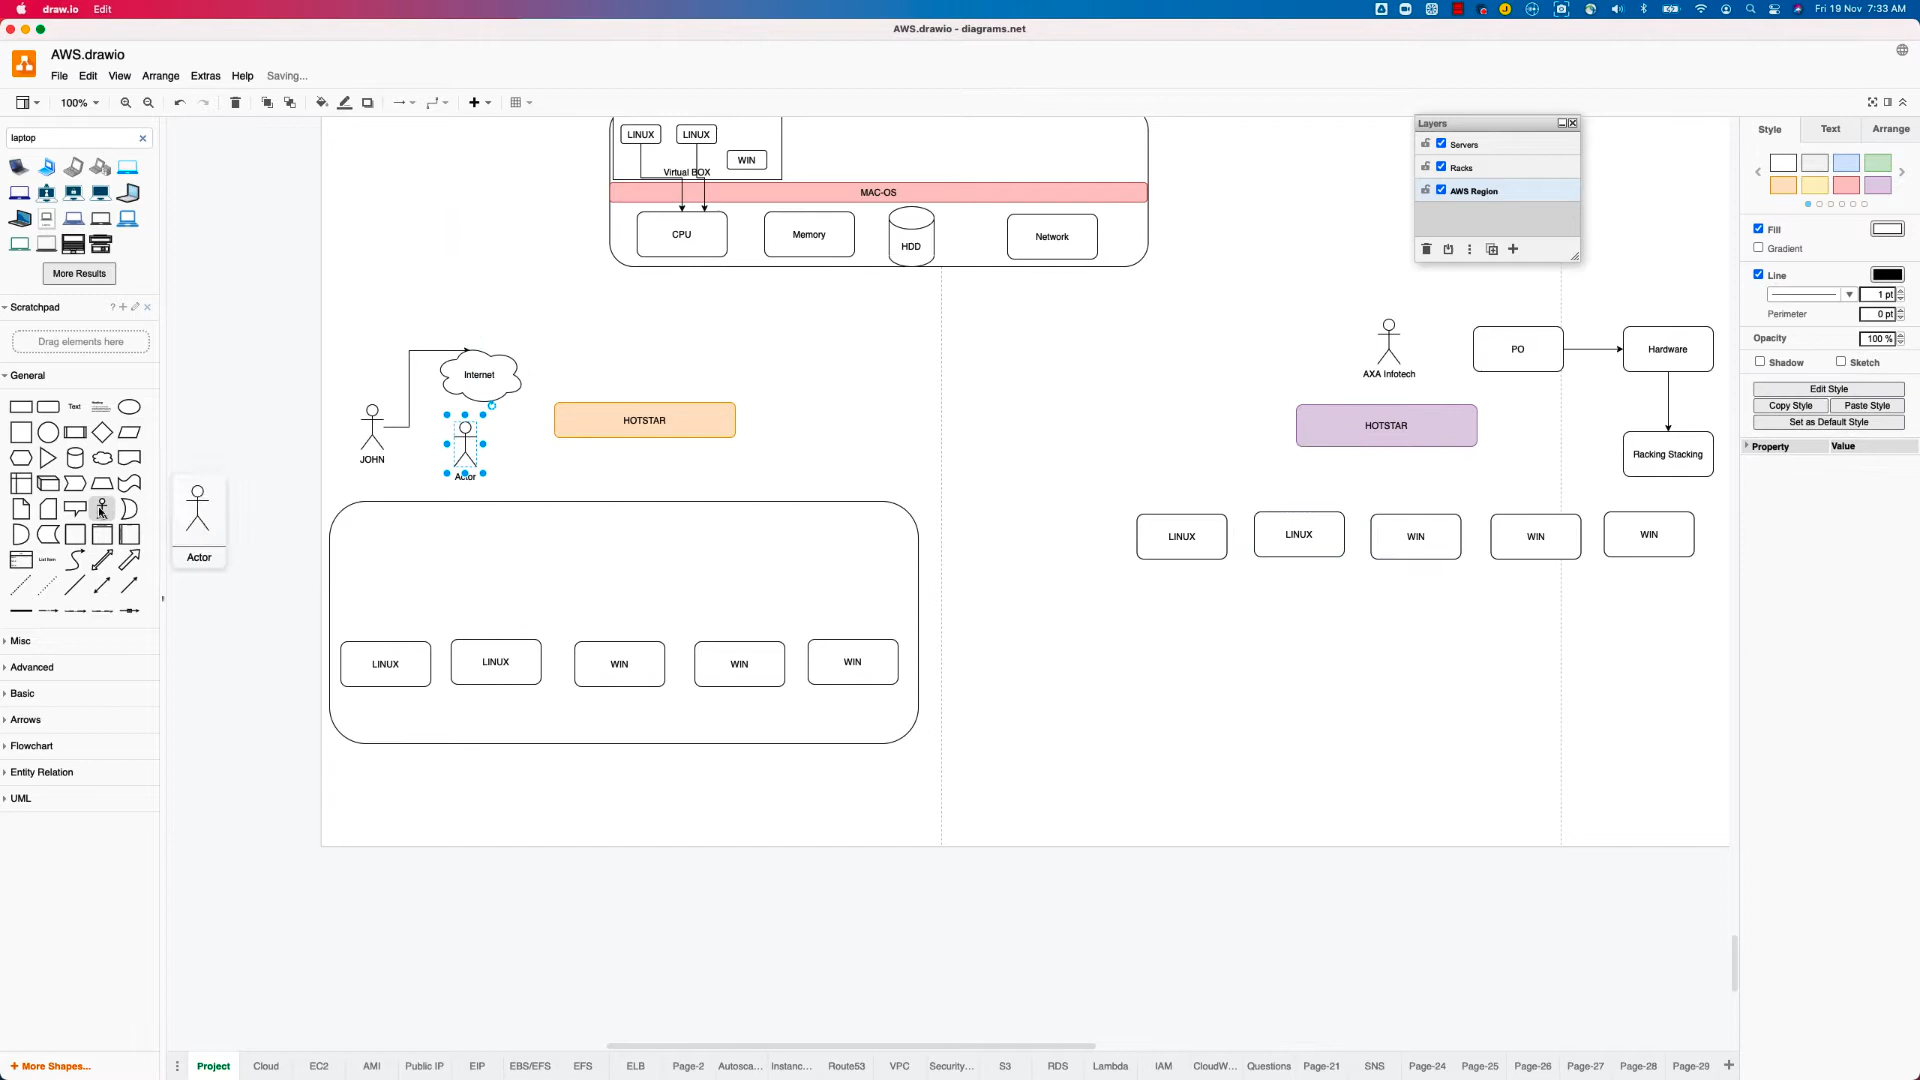 draw.io Edit
Fri 19 Nov 7:33 AM
AWS.drawio - diagrams.net
AWS.drawio
File Edit View Arrange Extras Help Saving...
100%
laptop
More Results
Scratchpad
Drag elements here
General
Text
List Item
Actor
Misc
Advanced
Basic
Arrows
Flowchart
Entity Relation
UML
+ More Shapes...
LINUX LINUX
WIN
Virtual BOX
MAC-OS
CPU Memory HDD Network
Internet
JOHN
Actor
HOTSTAR
LINUX LINUX WIN WIN WIN
AXA Infotech
PO Hardware
HOTSTAR
Racking Stacking
LINUX LINUX WIN WIN WIN
Layers
Servers
Racks
AWS Region
Style Text Arrange
Fill
Gradient
Line
1 pt
Perimeter 0 pt
Opacity 100 %
Shadow Sketch
Edit Style
Copy Style Paste Style
Set as Default Style
Property Value
Project Cloud EC2 AMI Public IP EIP EBS/EFS EFS ELB Page-2 Autosca... Instanc... Route53 VPC Security... S3 RDS Lambda IAM CloudW... Questions Page-21 SNS Page-24 Page-25 Page-26 Page-27 Page-28 Page-29